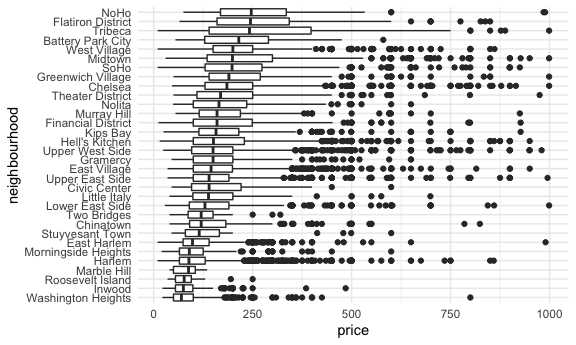 NoHo
Flatiron District
Tribeca
Battery Park City
West Village
Midtown
SoHo
Greenwich Village
Chelsea
Theater District
Nolita
Murray Hill
Financial District
Kips Bay
Hell's Kitchen
Upper West Side
Gramercy
East Village
Upper East Side
Civic Center
Little Italy
Lower East Side
Two Bridges
Chinatown
Stuyvesant Town
East Harlem
Morningside Heights
Harlem
Marble Hill
Roosevelt Island
Inwood
Washington Heights
neighbourhood
0 250 500 750 1000
price